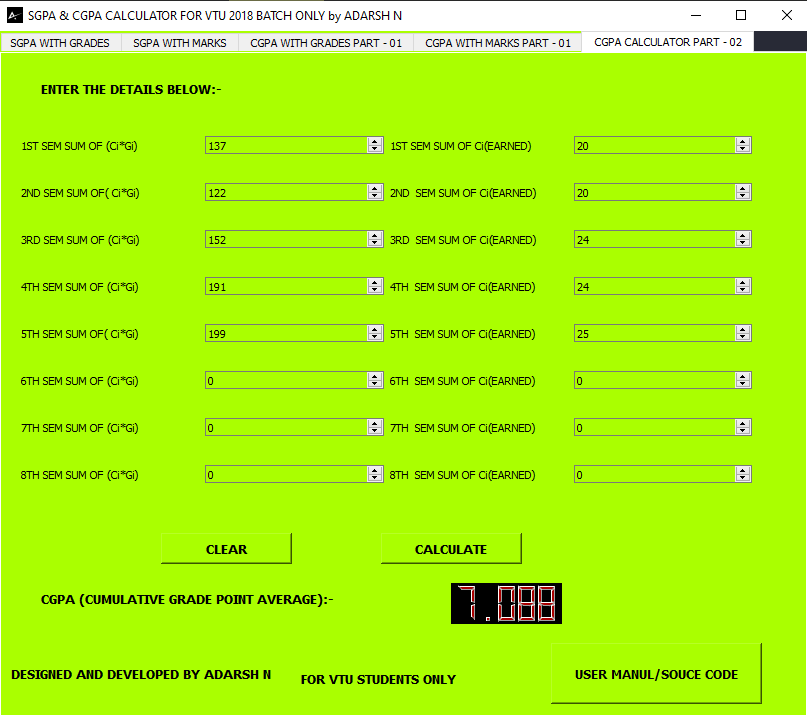 SGPA & CGPA CALCULATOR FOR VTU 2018 BATCH ONLY by ADARSH N
SGPA WITH GRADES SGPA WITH MARKS CGPA WITH GRADES PART - 01 CGPA WITH MARKS PART - 01 CGPA CALCULATOR PART - 02
ENTER THE DETAILS BELOW:-
1ST SEM SUM OF (Ci*Gi) 137 1ST SEM SUM OF Ci(EARNED) 20
2ND SEM SUM OF( Ci*Gi) 122 2ND SEM SUM OF Ci(EARNED) 20
3RD SEM SUM OF (Ci*Gi) 152 3RD SEM SUM OF Ci(EARNED) 24
4TH SEM SUM OF (Ci*Gi) 191 4TH SEM SUM OF Ci(EARNED) 24
5TH SEM SUM OF( Ci*Gi) 199 5TH SEM SUM OF Ci(EARNED) 25
6TH SEM SUM OF (Ci*Gi) 0 6TH SEM SUM OF Ci(EARNED) 0
7TH SEM SUM OF (Ci*Gi) 0 7TH SEM SUM OF Ci(EARNED) 0
8TH SEM SUM OF (Ci*Gi) 0 8TH SEM SUM OF Ci(EARNED) 0
CLEAR CALCULATE
CGPA (CUMULATIVE GRADE POINT AVERAGE):- 7.088
DESIGNED AND DEVELOPED BY ADARSH N FOR VTU STUDENTS ONLY USER MANUL/SOUCE CODE